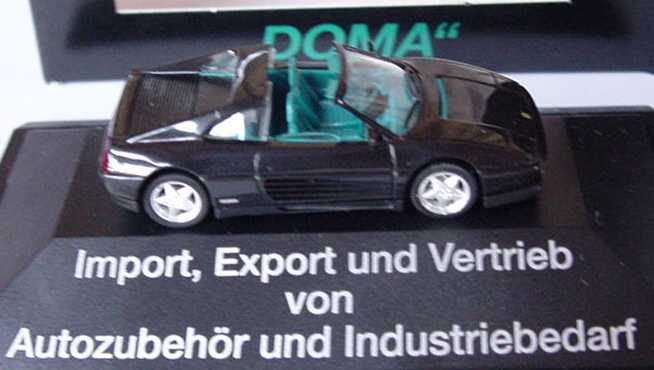 DOMA“
Import, Export und Vertrieb
von
Autozubehör und Industriebedarf